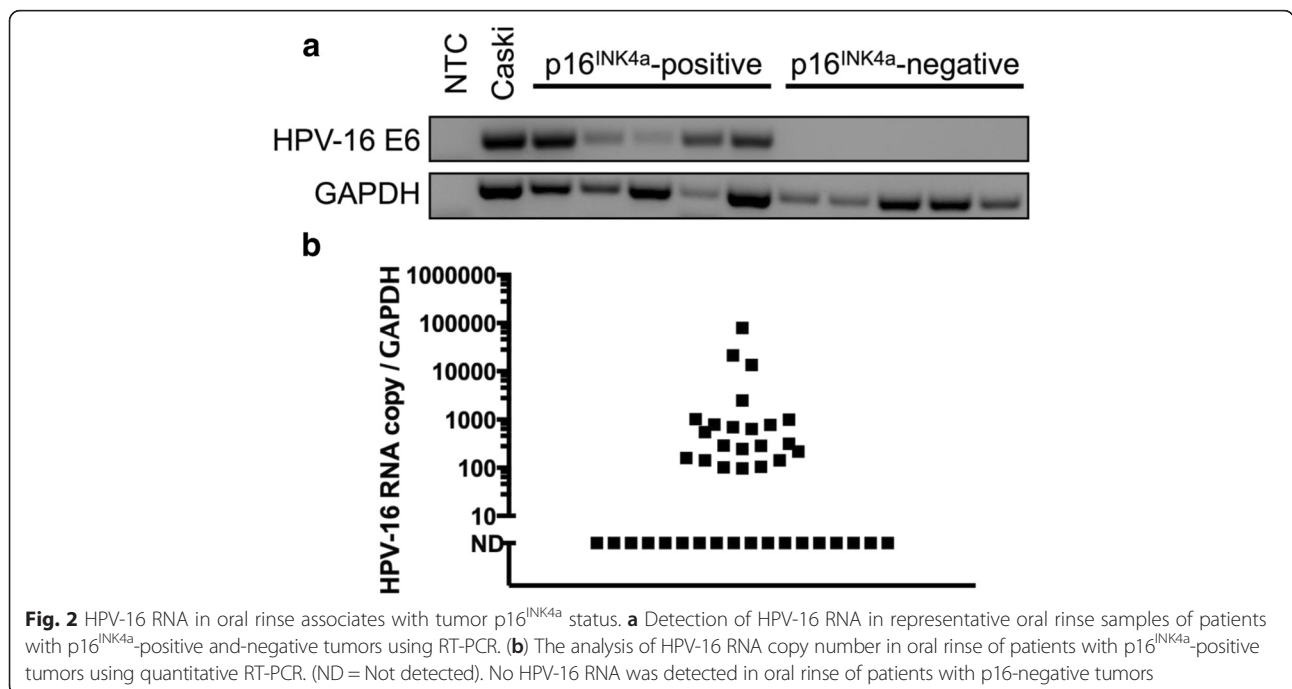 a
NTC
Caski
p16INK4a-positive
p16INK4a-negative
HPV-16 E6
GAPDH
b
HPV-16 RNA copy / GAPDH
1000000
100000
10000
1000
100
10
ND
Fig. 2 HPV-16 RNA in oral rinse associates with tumor p16INK4a status. a Detection of HPV-16 RNA in representative oral rinse samples of patients
with p16INK4a-positive and-negative tumors using RT-PCR. (b) The analysis of HPV-16 RNA copy number in oral rinse of patients with p16INK4a-positive
tumors using quantitative RT-PCR. (ND = Not detected). No HPV-16 RNA was detected in oral rinse of patients with p16-negative tumors